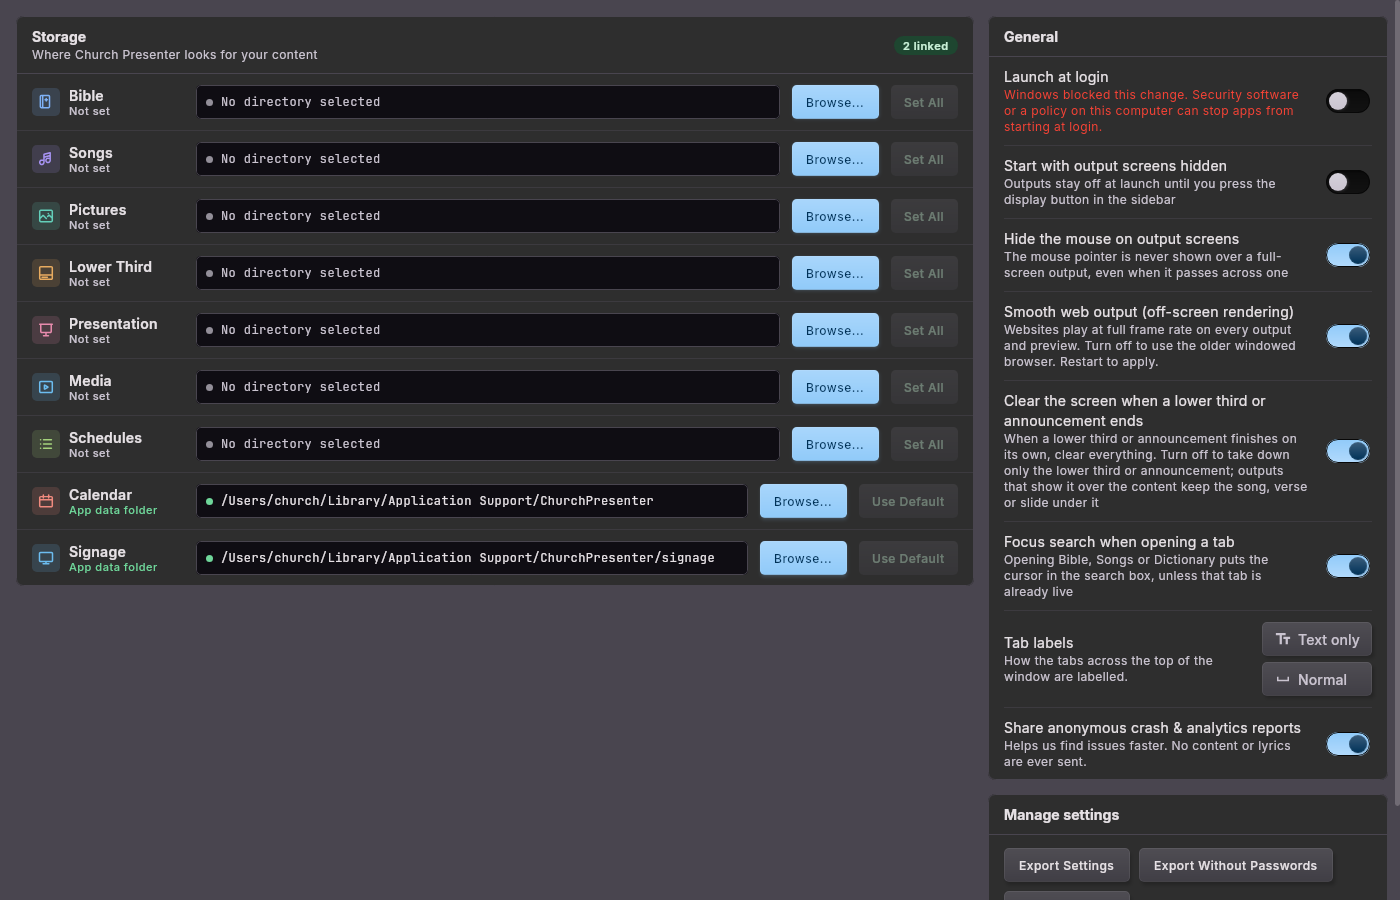 Storage
Where Church Presenter looks for your content
2 linked
Bible
Not set
No directory selected
Browse...
Set All
Songs
Not set
No directory selected
Browse...
Set All
Pictures
Not set
No directory selected
Browse...
Set All
Lower Third
Not set
No directory selected
Browse...
Set All
Presentation
Not set
No directory selected
Browse...
Set All
Media
Not set
No directory selected
Browse...
Set All
Schedules
Not set
No directory selected
Browse...
Set All
Calendar
App data folder
/Users/church/Library/Application Support/ChurchPresenter
Browse...
Use Default
Signage
App data folder
/Users/church/Library/Application Support/ChurchPresenter/signage
Browse...
Use Default
General
Launch at login
Windows blocked this change. Security software
or a policy on this computer can stop apps from
starting at login.
Start with output screens hidden
Outputs stay off at launch until you press the
display button in the sidebar
Hide the mouse on output screens
The mouse pointer is never shown over a full-
screen output, even when it passes across one
Smooth web output (off-screen rendering)
Websites play at full frame rate on every output
and preview. Turn off to use the older windowed
browser. Restart to apply.
Clear the screen when a lower third or
announcement ends
When a lower third or announcement finishes on
its own, clear everything. Turn off to take down
only the lower third or announcement; outputs
that show it over the content keep the song, verse
or slide under it
Focus search when opening a tab
Opening Bible, Songs or Dictionary puts the
cursor in the search box, unless that tab is
already live
Tab labels
How the tabs across the top of the
window are labelled.
Text only
Normal
Share anonymous crash & analytics reports
Helps us find issues faster. No content or lyrics
are ever sent.
Manage settings
Export Settings
Export Without Passwords